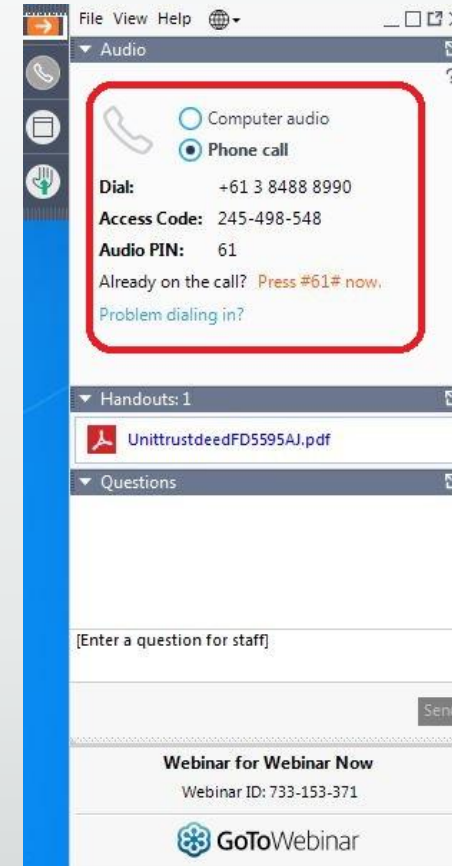 File View Help
Audio
?
Computer audio
Phone call
Dial: +61 3 8488 8990
Access Code: 245-498-548
Audio PIN: 61
Already on the call? Press #61# now.
Problem dialing in?
Handouts: 1
UnittrustdeedFD5595AJ.pdf
Questions
[Enter a question for staff]
Send
Webinar for Webinar Now
Webinar ID: 733-153-371
GoToWebinar